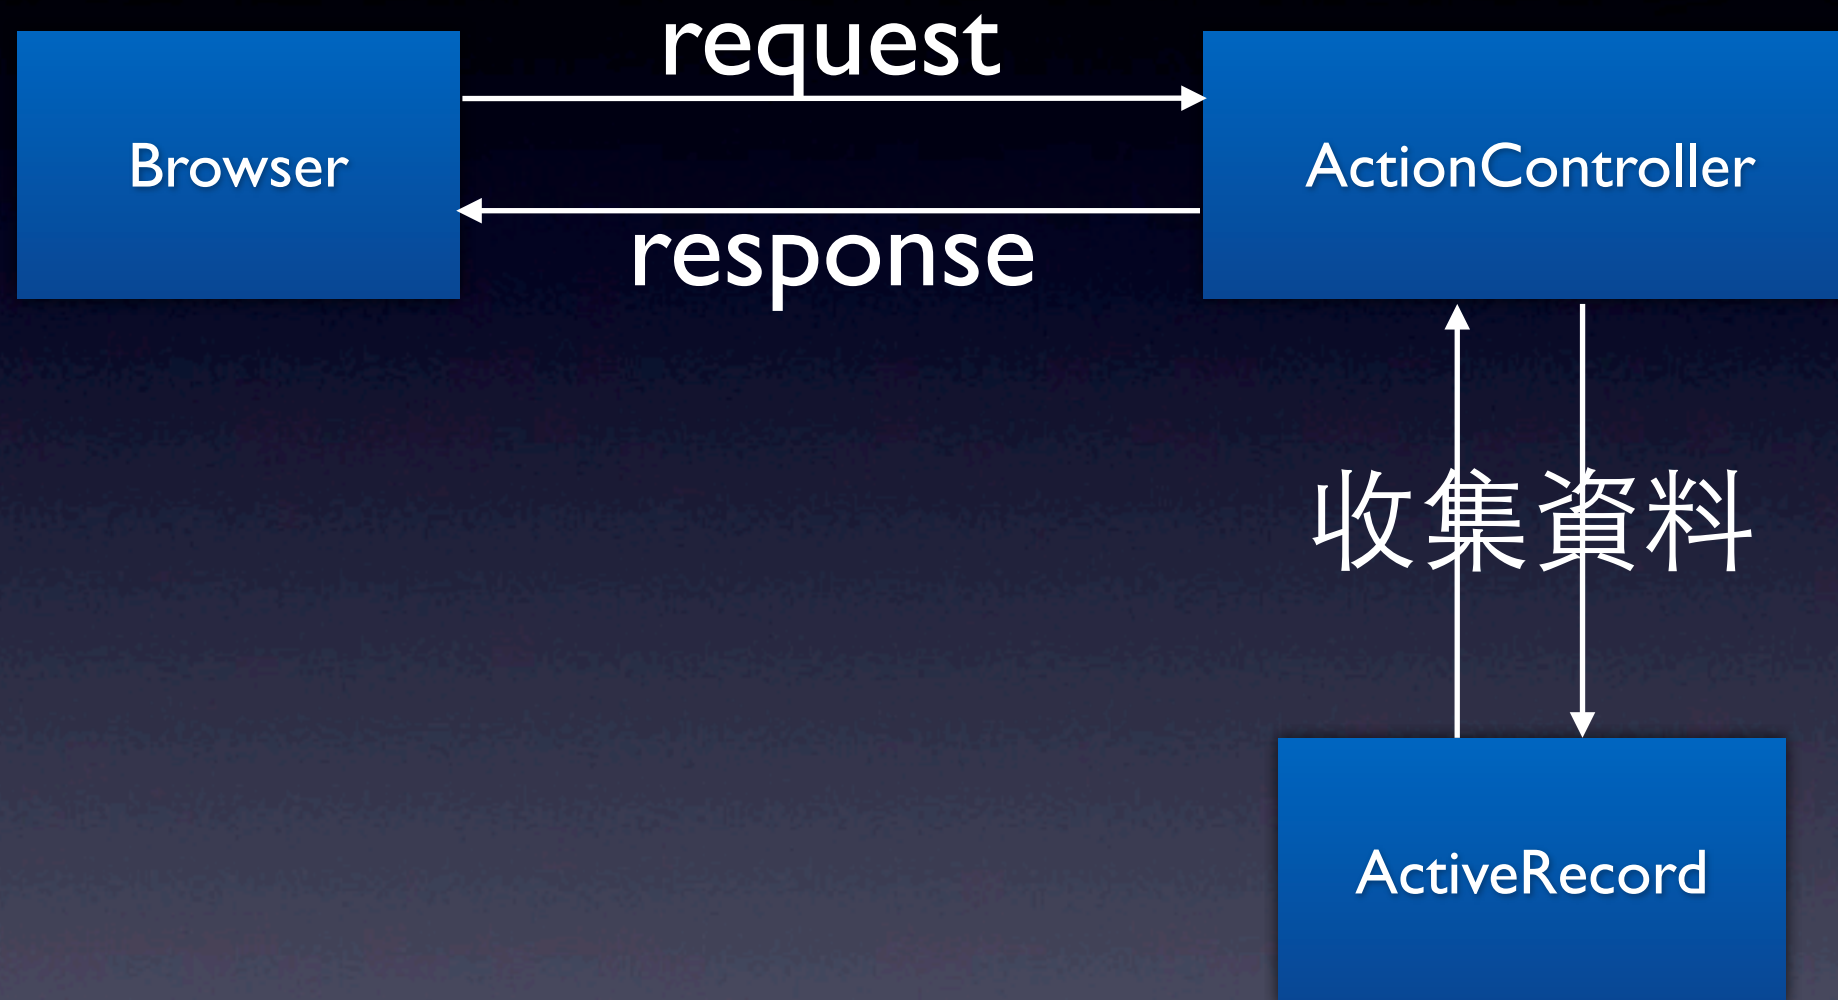 request
Browser
ActionController
response
收集資料
ActiveRecord